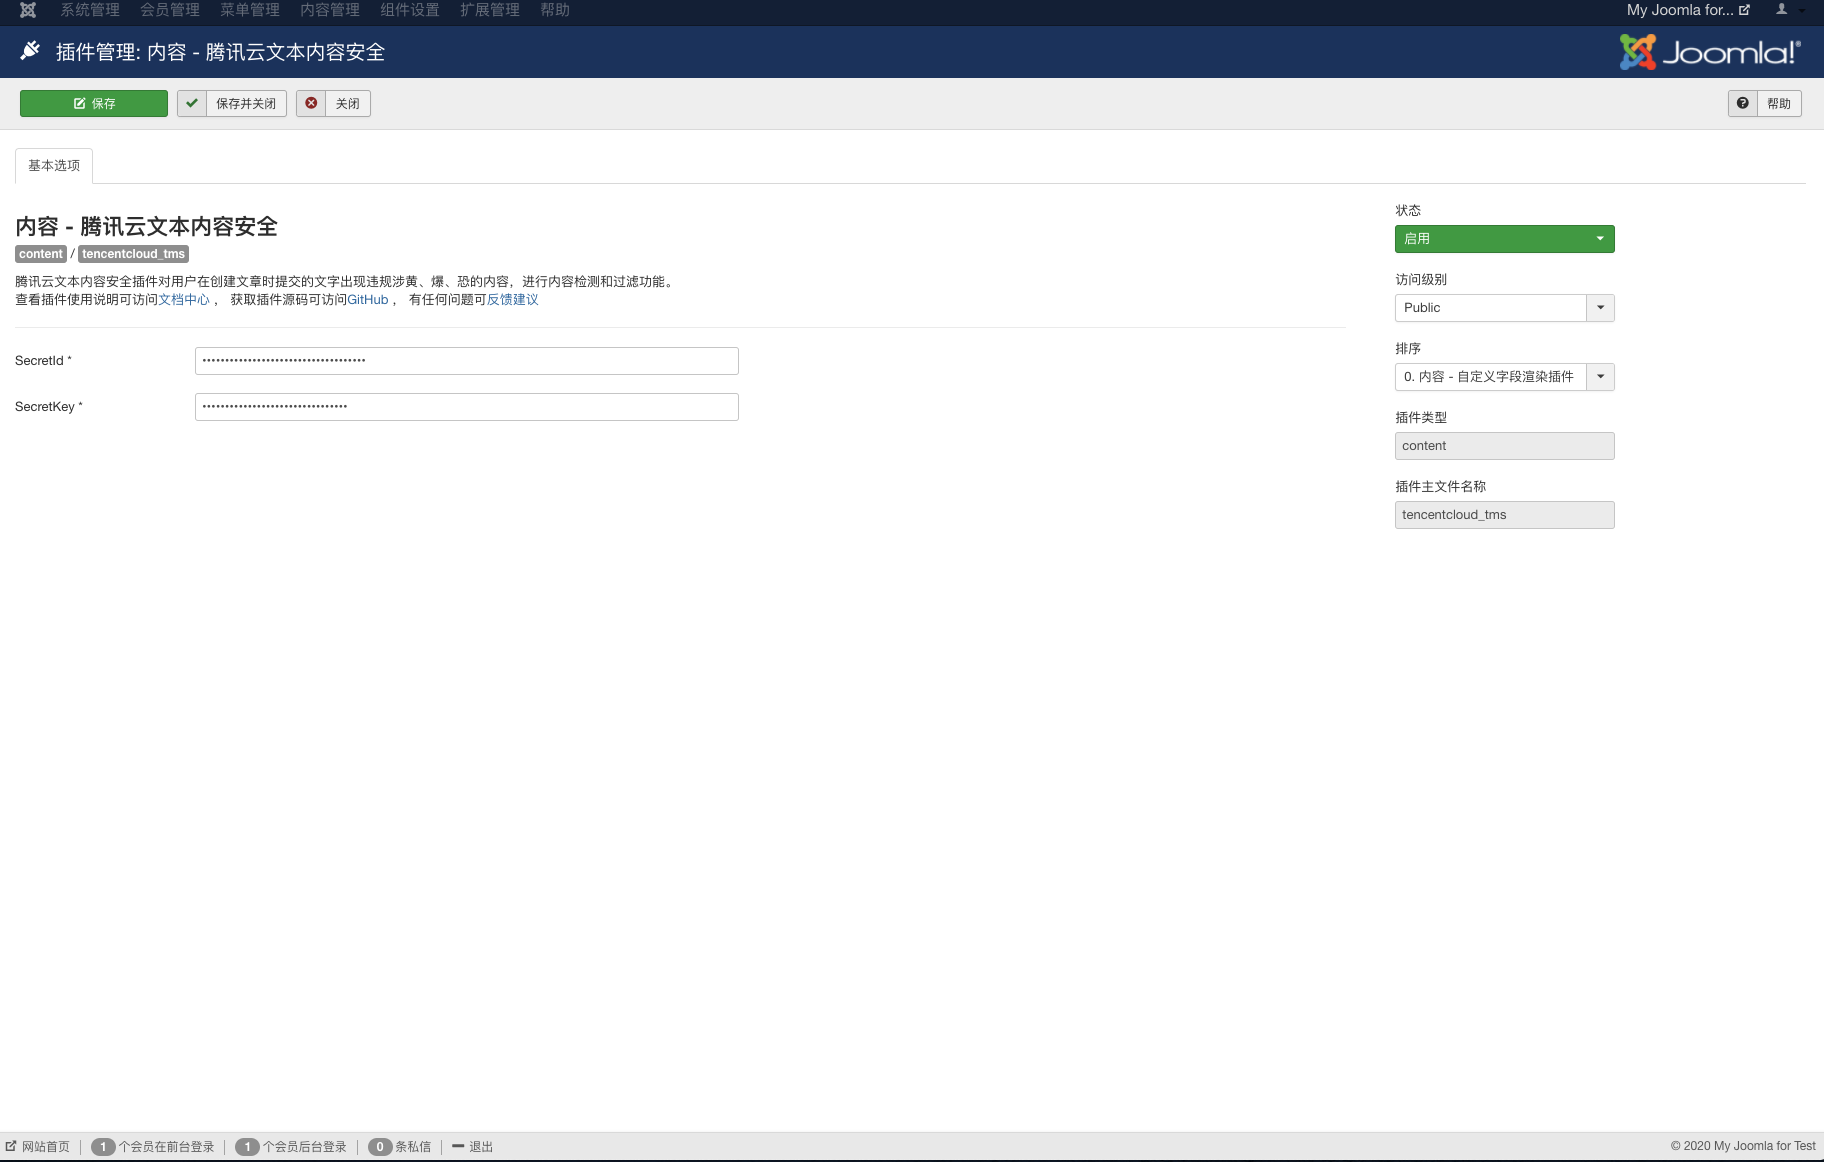 系统管理 会员管理 菜单管理 内容管理 组件设置 扩展管理 帮助 My Joomla for...
插件管理: 内容 - 腾讯云文本内容安全 Joomla!®
保存 保存并关闭 关闭 帮助
基本选项
内容 - 腾讯云文本内容安全
content / tencentcloud_tms
腾讯云文本内容安全插件对用户在创建文章时提交的文字出现违规涉黄、爆、恐的内容，进行内容检测和过滤功能。
查看插件使用说明可访问文档中心 ， 获取插件源码可访问GitHub ， 有任何问题可反馈建议
SecretId * ••••••••••••••••••••••••••••••••••••
SecretKey * ••••••••••••••••••••••••••••••••
状态
启用
访问级别
Public
排序
0. 内容 - 自定义字段渲染插件
插件类型
content
插件主文件名称
tencentcloud_tms
网站首页 1 个会员在前台登录 1 个会员后台登录 0 条私信 退出 © 2020 My Joomla for Test